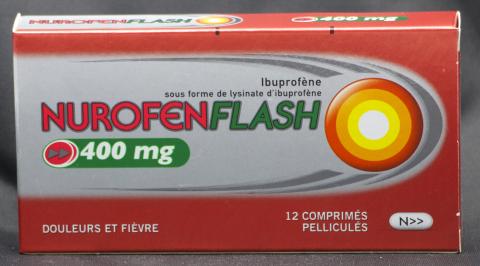 NUROFENFLASH 400 mg
Ibuprofène
sous forme de lysinate d'ibuprofène
NUROFENFLASH
400 mg
DOULEURS ET FIÈVRE
12 COMPRIMÉS
PELLICULÉS
N>>